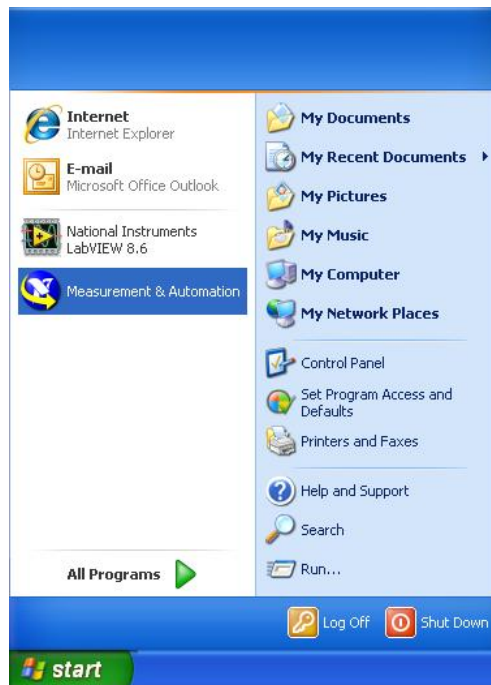 Internet
Internet Explorer
E-mail
Microsoft Office Outlook
National Instruments
LabVIEW 8.6
Measurement & Automation
All Programs
My Documents
My Recent Documents
My Pictures
My Music
My Computer
My Network Places
Control Panel
Set Program Access and
Defaults
Printers and Faxes
Help and Support
Search
Run...
Log Off
Shut Down
start